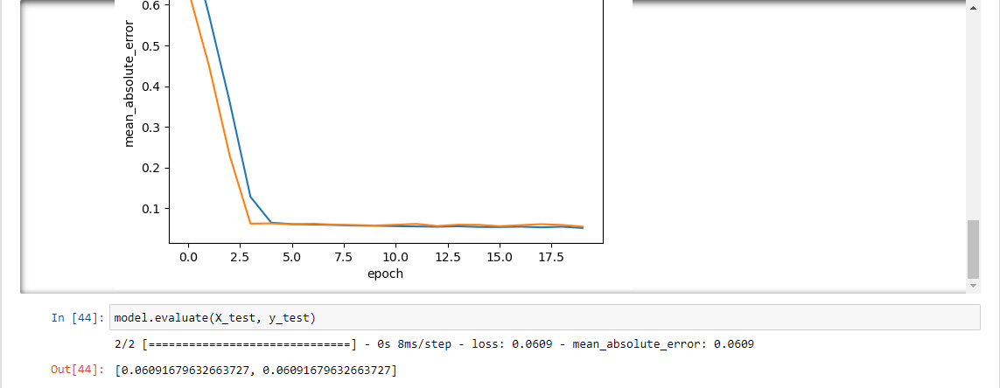 0.6
0.5
0.4
0.3
0.2
0.1
mean_absolute_error
0.0 2.5 5.0 7.5 10.0 12.5 15.0 17.5
epoch
In [44]: model.evaluate(X_test, y_test)
2/2 [==============================] - 0s 8ms/step - loss: 0.0609 - mean_absolute_error: 0.0609
Out[44]: [0.06091679632663727, 0.06091679632663727]